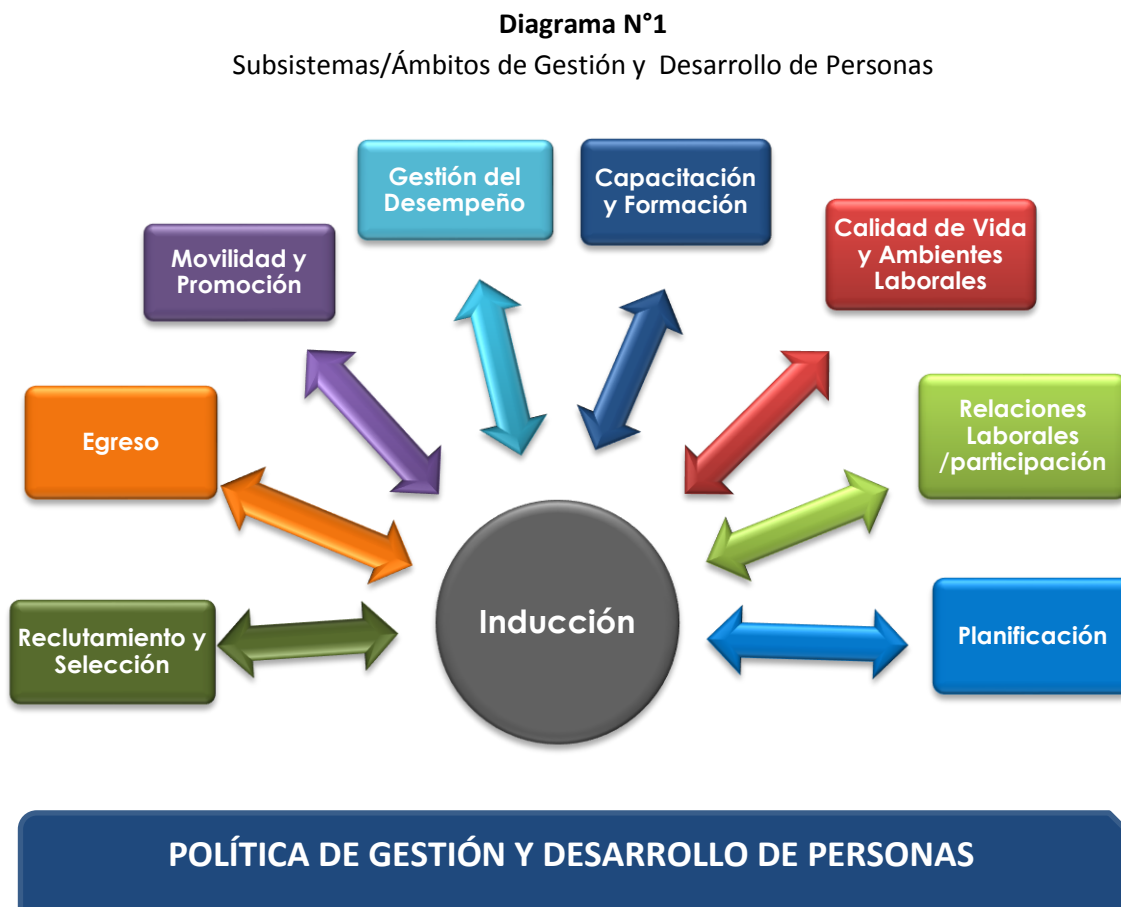 Diagrama N°1
Subsistemas/Ámbitos de Gestión y Desarrollo de Personas
Gestión del
Desempeño
Capacitación
y Formación
Movilidad y
Promoción
Calidad de Vida
y Ambientes
Laborales
Egreso
Relaciones
Laborales
/participación
Reclutamiento y
Selección
Inducción
Planificación
POLÍTICA DE GESTIÓN Y DESARROLLO DE PERSONAS